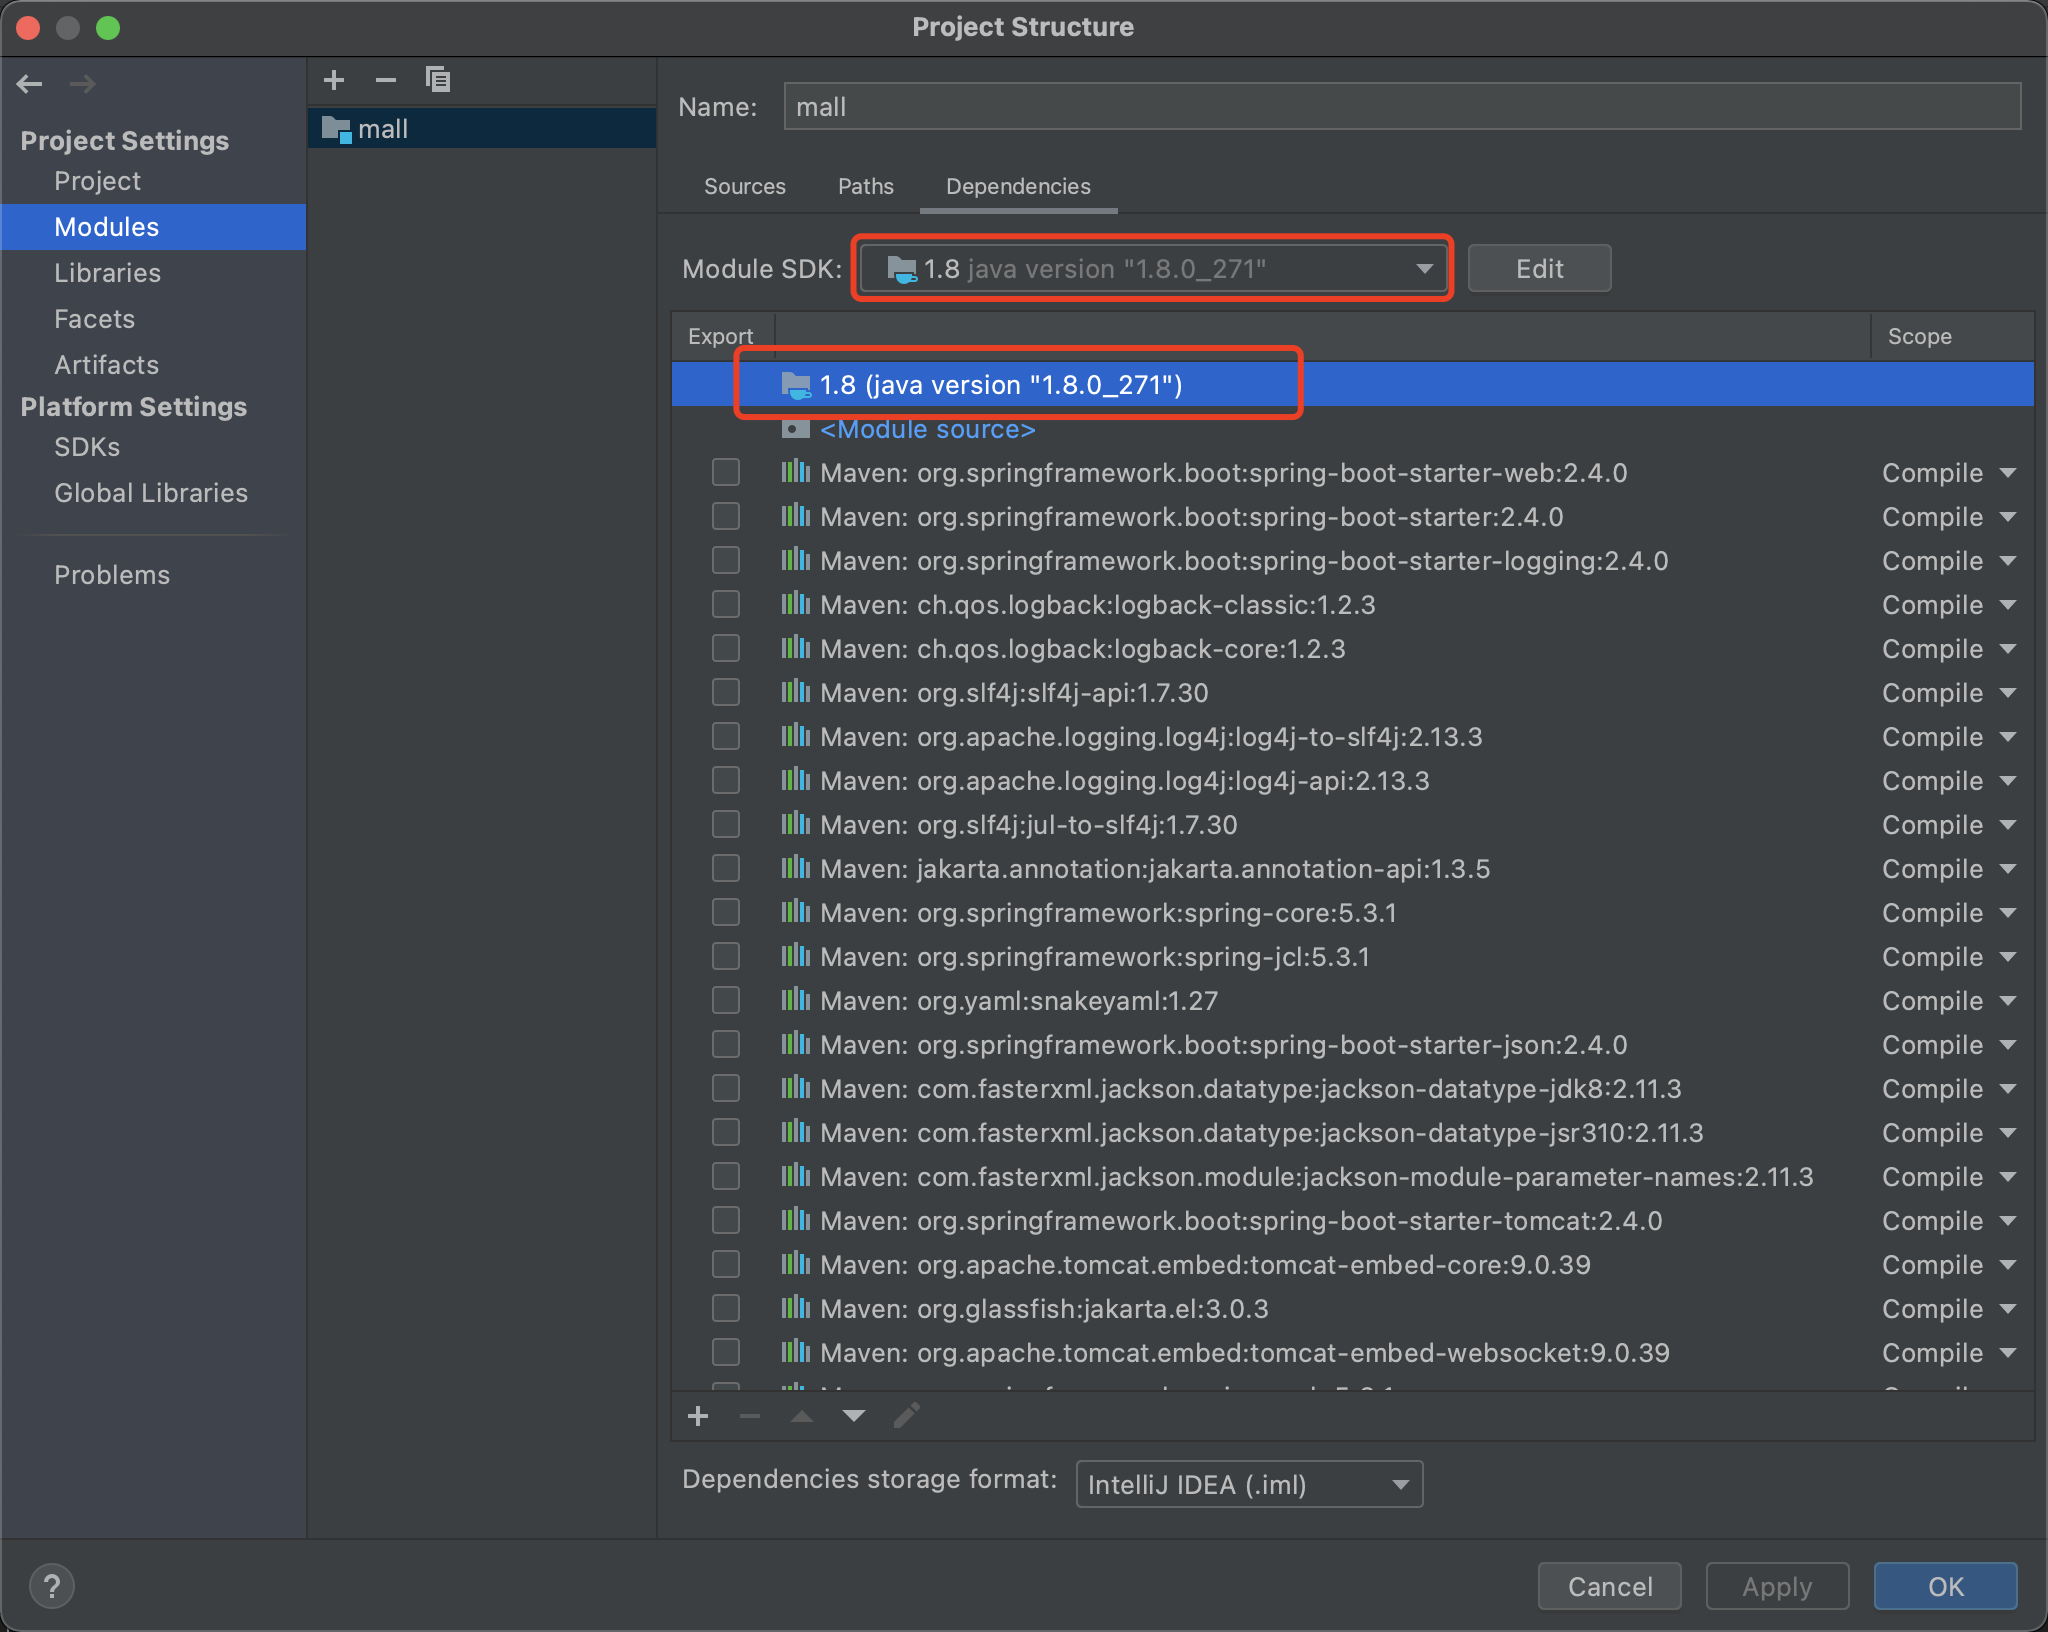 Project Structure
Project Settings
Project
Modules
Libraries
Facets
Artifacts
Platform Settings
SDKs
Global Libraries
Problems
mall
Name: mall
Sources Paths Dependencies
Module SDK: 1.8 java version "1.8.0_271" Edit
Export Scope
1.8 (java version "1.8.0_271")
<Module source>
Maven: org.springframework.boot:spring-boot-starter-web:2.4.0 Compile
Maven: org.springframework.boot:spring-boot-starter:2.4.0 Compile
Maven: org.springframework.boot:spring-boot-starter-logging:2.4.0 Compile
Maven: ch.qos.logback:logback-classic:1.2.3 Compile
Maven: ch.qos.logback:logback-core:1.2.3 Compile
Maven: org.slf4j:slf4j-api:1.7.30 Compile
Maven: org.apache.logging.log4j:log4j-to-slf4j:2.13.3 Compile
Maven: org.apache.logging.log4j:log4j-api:2.13.3 Compile
Maven: org.slf4j:jul-to-slf4j:1.7.30 Compile
Maven: jakarta.annotation:jakarta.annotation-api:1.3.5 Compile
Maven: org.springframework:spring-core:5.3.1 Compile
Maven: org.springframework:spring-jcl:5.3.1 Compile
Maven: org.yaml:snakeyaml:1.27 Compile
Maven: org.springframework.boot:spring-boot-starter-json:2.4.0 Compile
Maven: com.fasterxml.jackson.datatype:jackson-datatype-jdk8:2.11.3 Compile
Maven: com.fasterxml.jackson.datatype:jackson-datatype-jsr310:2.11.3 Compile
Maven: com.fasterxml.jackson.module:jackson-module-parameter-names:2.11.3 Compile
Maven: org.springframework.boot:spring-boot-starter-tomcat:2.4.0 Compile
Maven: org.apache.tomcat.embed:tomcat-embed-core:9.0.39 Compile
Maven: org.glassfish:jakarta.el:3.0.3 Compile
Maven: org.apache.tomcat.embed:tomcat-embed-websocket:9.0.39 Compile
Dependencies storage format: IntelliJ IDEA (.iml)
? Cancel Apply OK